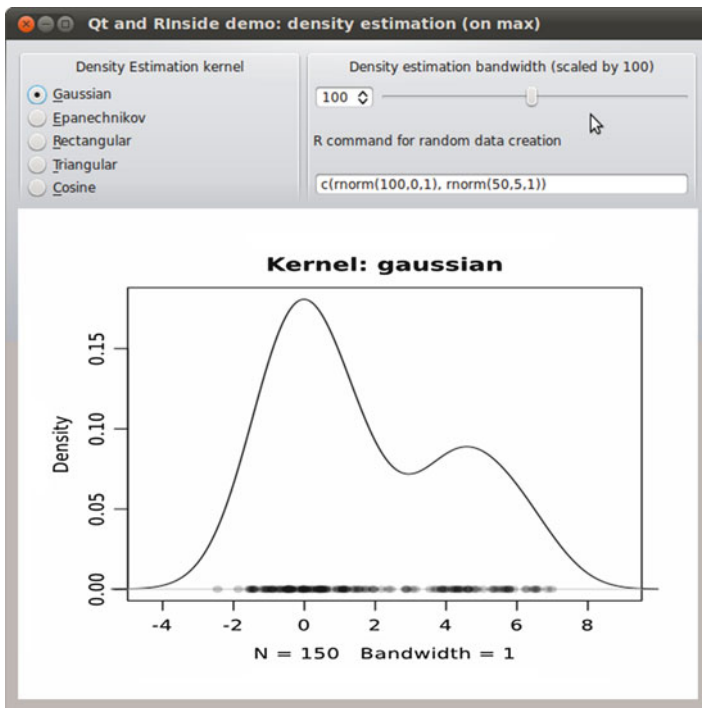 Qt and RInside demo: density estimation (on max)
Density Estimation kernel
Gaussian
Epanechnikov
Rectangular
Triangular
Cosine
Density estimation bandwidth (scaled by 100)
100
R command for random data creation
c(rnorm(100,0,1), rnorm(50,5,1))
Kernel: gaussian
Density
0.15
0.10
0.05
0.00
-4 -2 0 2 4 6 8
N = 150 Bandwidth = 1